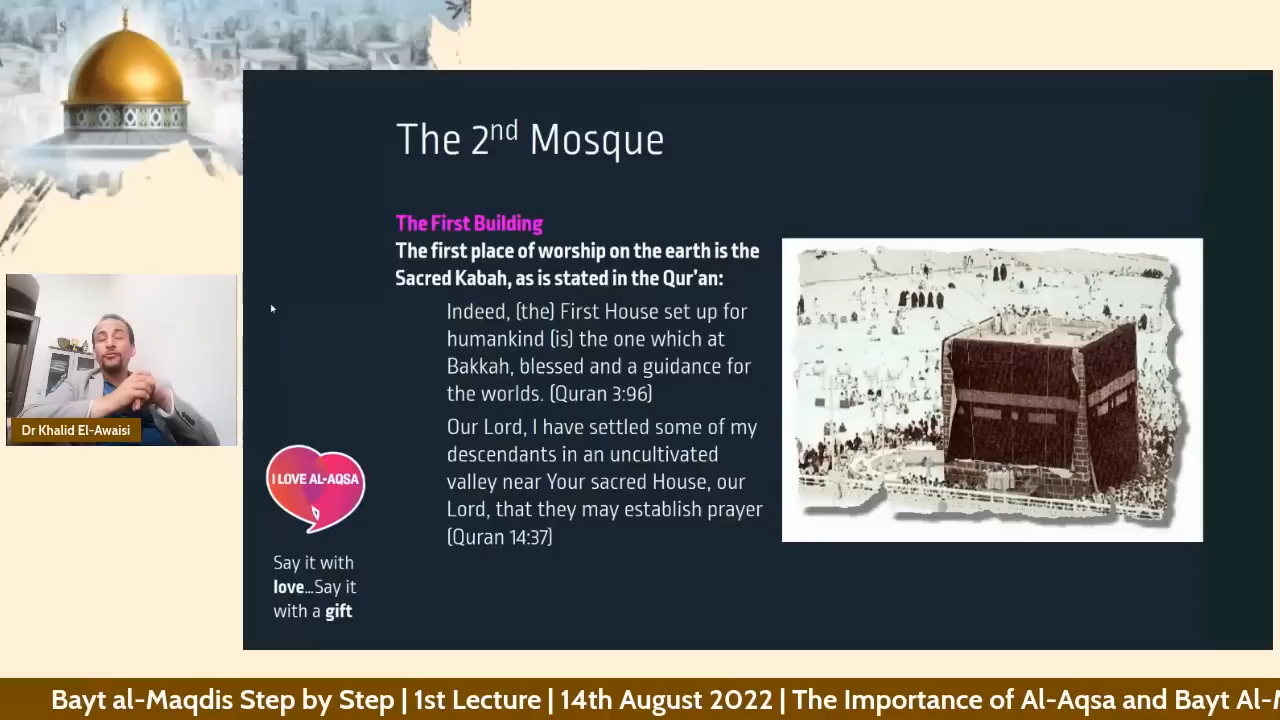 The 2nd Mosque
The First Building
The first place of worship on the earth is the
Sacred Kabah, as is stated in the Qur’an:
Indeed, (the) First House set up for
humankind (is) the one which at
Bakkah, blessed and a guidance for
the worlds. (Quran 3:96)
Our Lord, I have settled some of my
descendants in an uncultivated
valley near Your sacred House, our
Lord, that they may establish prayer
(Quran 14:37)
Dr Khalid El-Awaisi
I LOVE AL-AQSA
Say it with
love...Say it
with a gift
Bayt al-Maqdis Step by Step | 1st Lecture | 14th August 2022 | The Importance of Al-Aqsa and Bayt Al-M